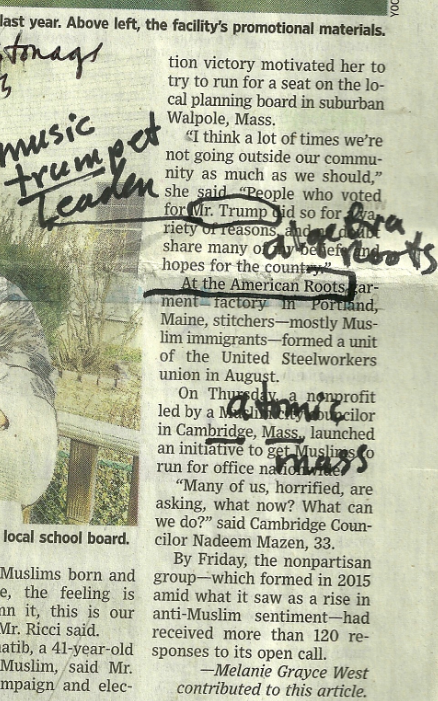 last year. Above left, the facility's promotional materials.
music
trumpet
Leader
tion victory motivated her to
try to run for a seat on the lo-
cal planning board in suburban
Walpole, Mass.
“I think a lot of times we're
not going outside our commu-
nity as much as we should,”
she said. “People who voted
for Mr. Trump did so for a va-
riety of reasons, and no doubt
share many of my beliefs and
hopes for the country.”
algebra
roots
At the American Roots gar-
ment factory in Portland,
Maine, stitchers—mostly Mus-
lim immigrants—formed a unit
of the United Steelworkers
union in August.
On Thursday, a nonprofit
led by a Muslim city councilor
in Cambridge, Mass., launched
an initiative to get Muslims to
run for office nationwide.
atomic
mass
“Many of us, horrified, are
asking, what now? What can
we do?” said Cambridge Coun-
cilor Nadeem Mazen, 33.
By Friday, the nonpartisan
group—which formed in 2015
amid what it saw as a rise in
anti-Muslim sentiment—had
received more than 120 re-
sponses to its open call.
—Melanie Grayce West
contributed to this article.
local school board.
Muslims born and
e, the feeling is
n it, this is our
Mr. Ricci said.
atib, a 41-year-old
Muslim, said Mr.
mpaign and elec-